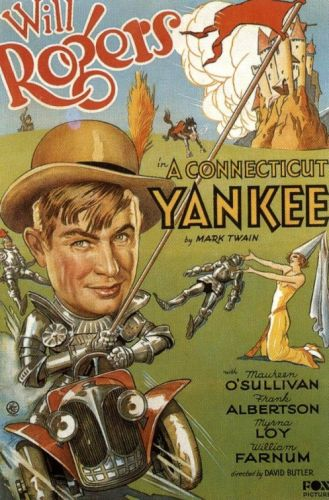 Will
Rogers
in A CONNECTICUT
YANKEE
by MARK TWAIN
with Maureen
O'SULLIVAN
Frank
ALBERTSON
Myrna
LOY
William
FARNUM
directed by DAVID BUTLER
FOX
PICTURE